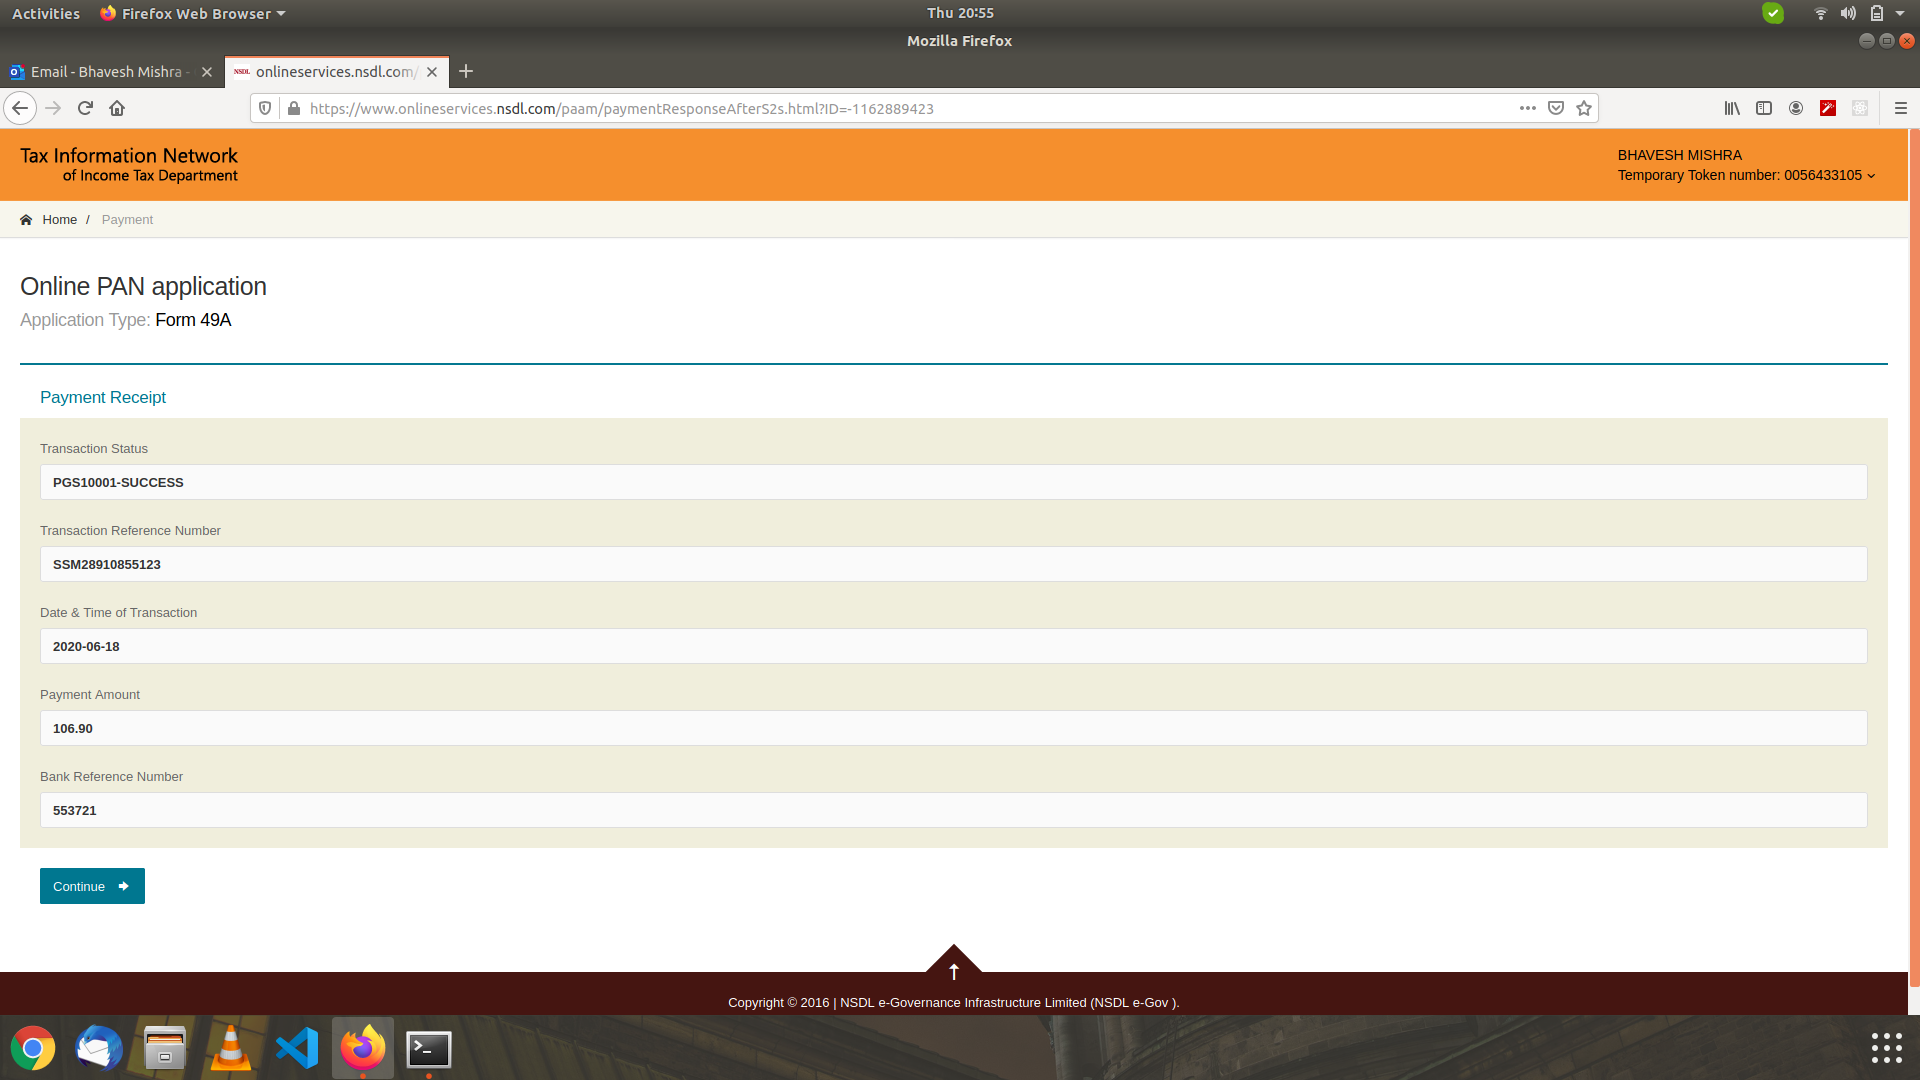 Activities Firefox Web Browser Thu 20:55
Mozilla Firefox
Email - Bhavesh Mishra - onlineservices.nsdl.com/
https://www.onlineservices.nsdl.com/paam/paymentResponseAfterS2s.html?ID=-1162889423
Tax Information Network
of Income Tax Department
BHAVESH MISHRA
Temporary Token number: 0056433105
Home / Payment
Online PAN application
Application Type: Form 49A
Payment Receipt
Transaction Status
PGS10001-SUCCESS
Transaction Reference Number
SSM28910855123
Date & Time of Transaction
2020-06-18
Payment Amount
106.90
Bank Reference Number
553721
Continue
Copyright © 2016 | NSDL e-Governance Infrastructure Limited (NSDL e-Gov ).